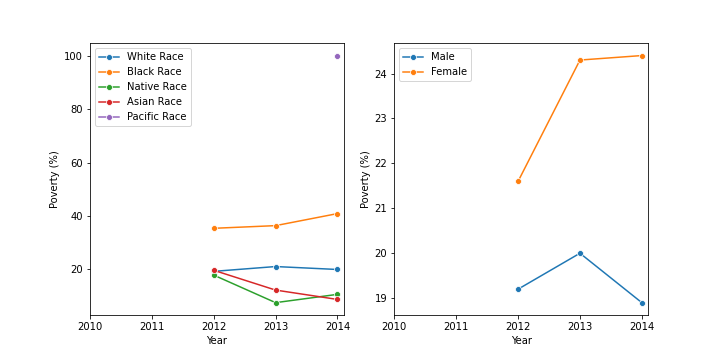 White Race
Black Race
Native Race
Asian Race
Pacific Race
100
80
60
40
20
Poverty (%)
2010 2011 2012 2013 2014
Year
Male
Female
24
23
22
21
20
19
Poverty (%)
2010 2011 2012 2013 2014
Year